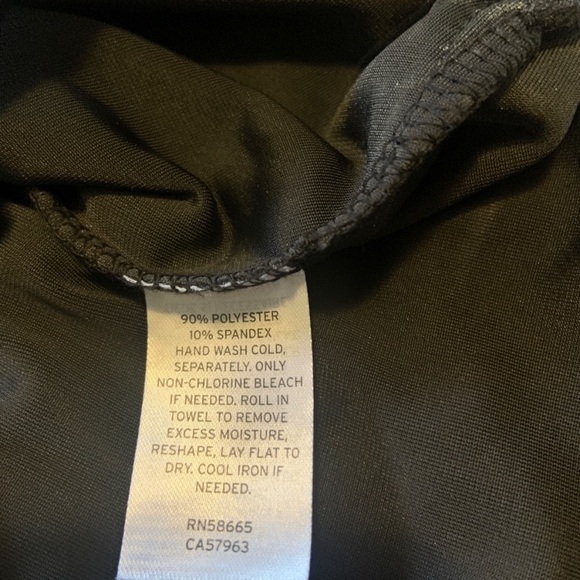 90% POLYESTER
10% SPANDEX
HAND WASH COLD,
SEPARATELY. ONLY
NON-CHLORINE BLEACH
IF NEEDED. ROLL IN
TOWEL TO REMOVE
EXCESS MOISTURE,
RESHAPE, LAY FLAT TO
DRY. COOL IRON IF
NEEDED.
RN58665
CA57963